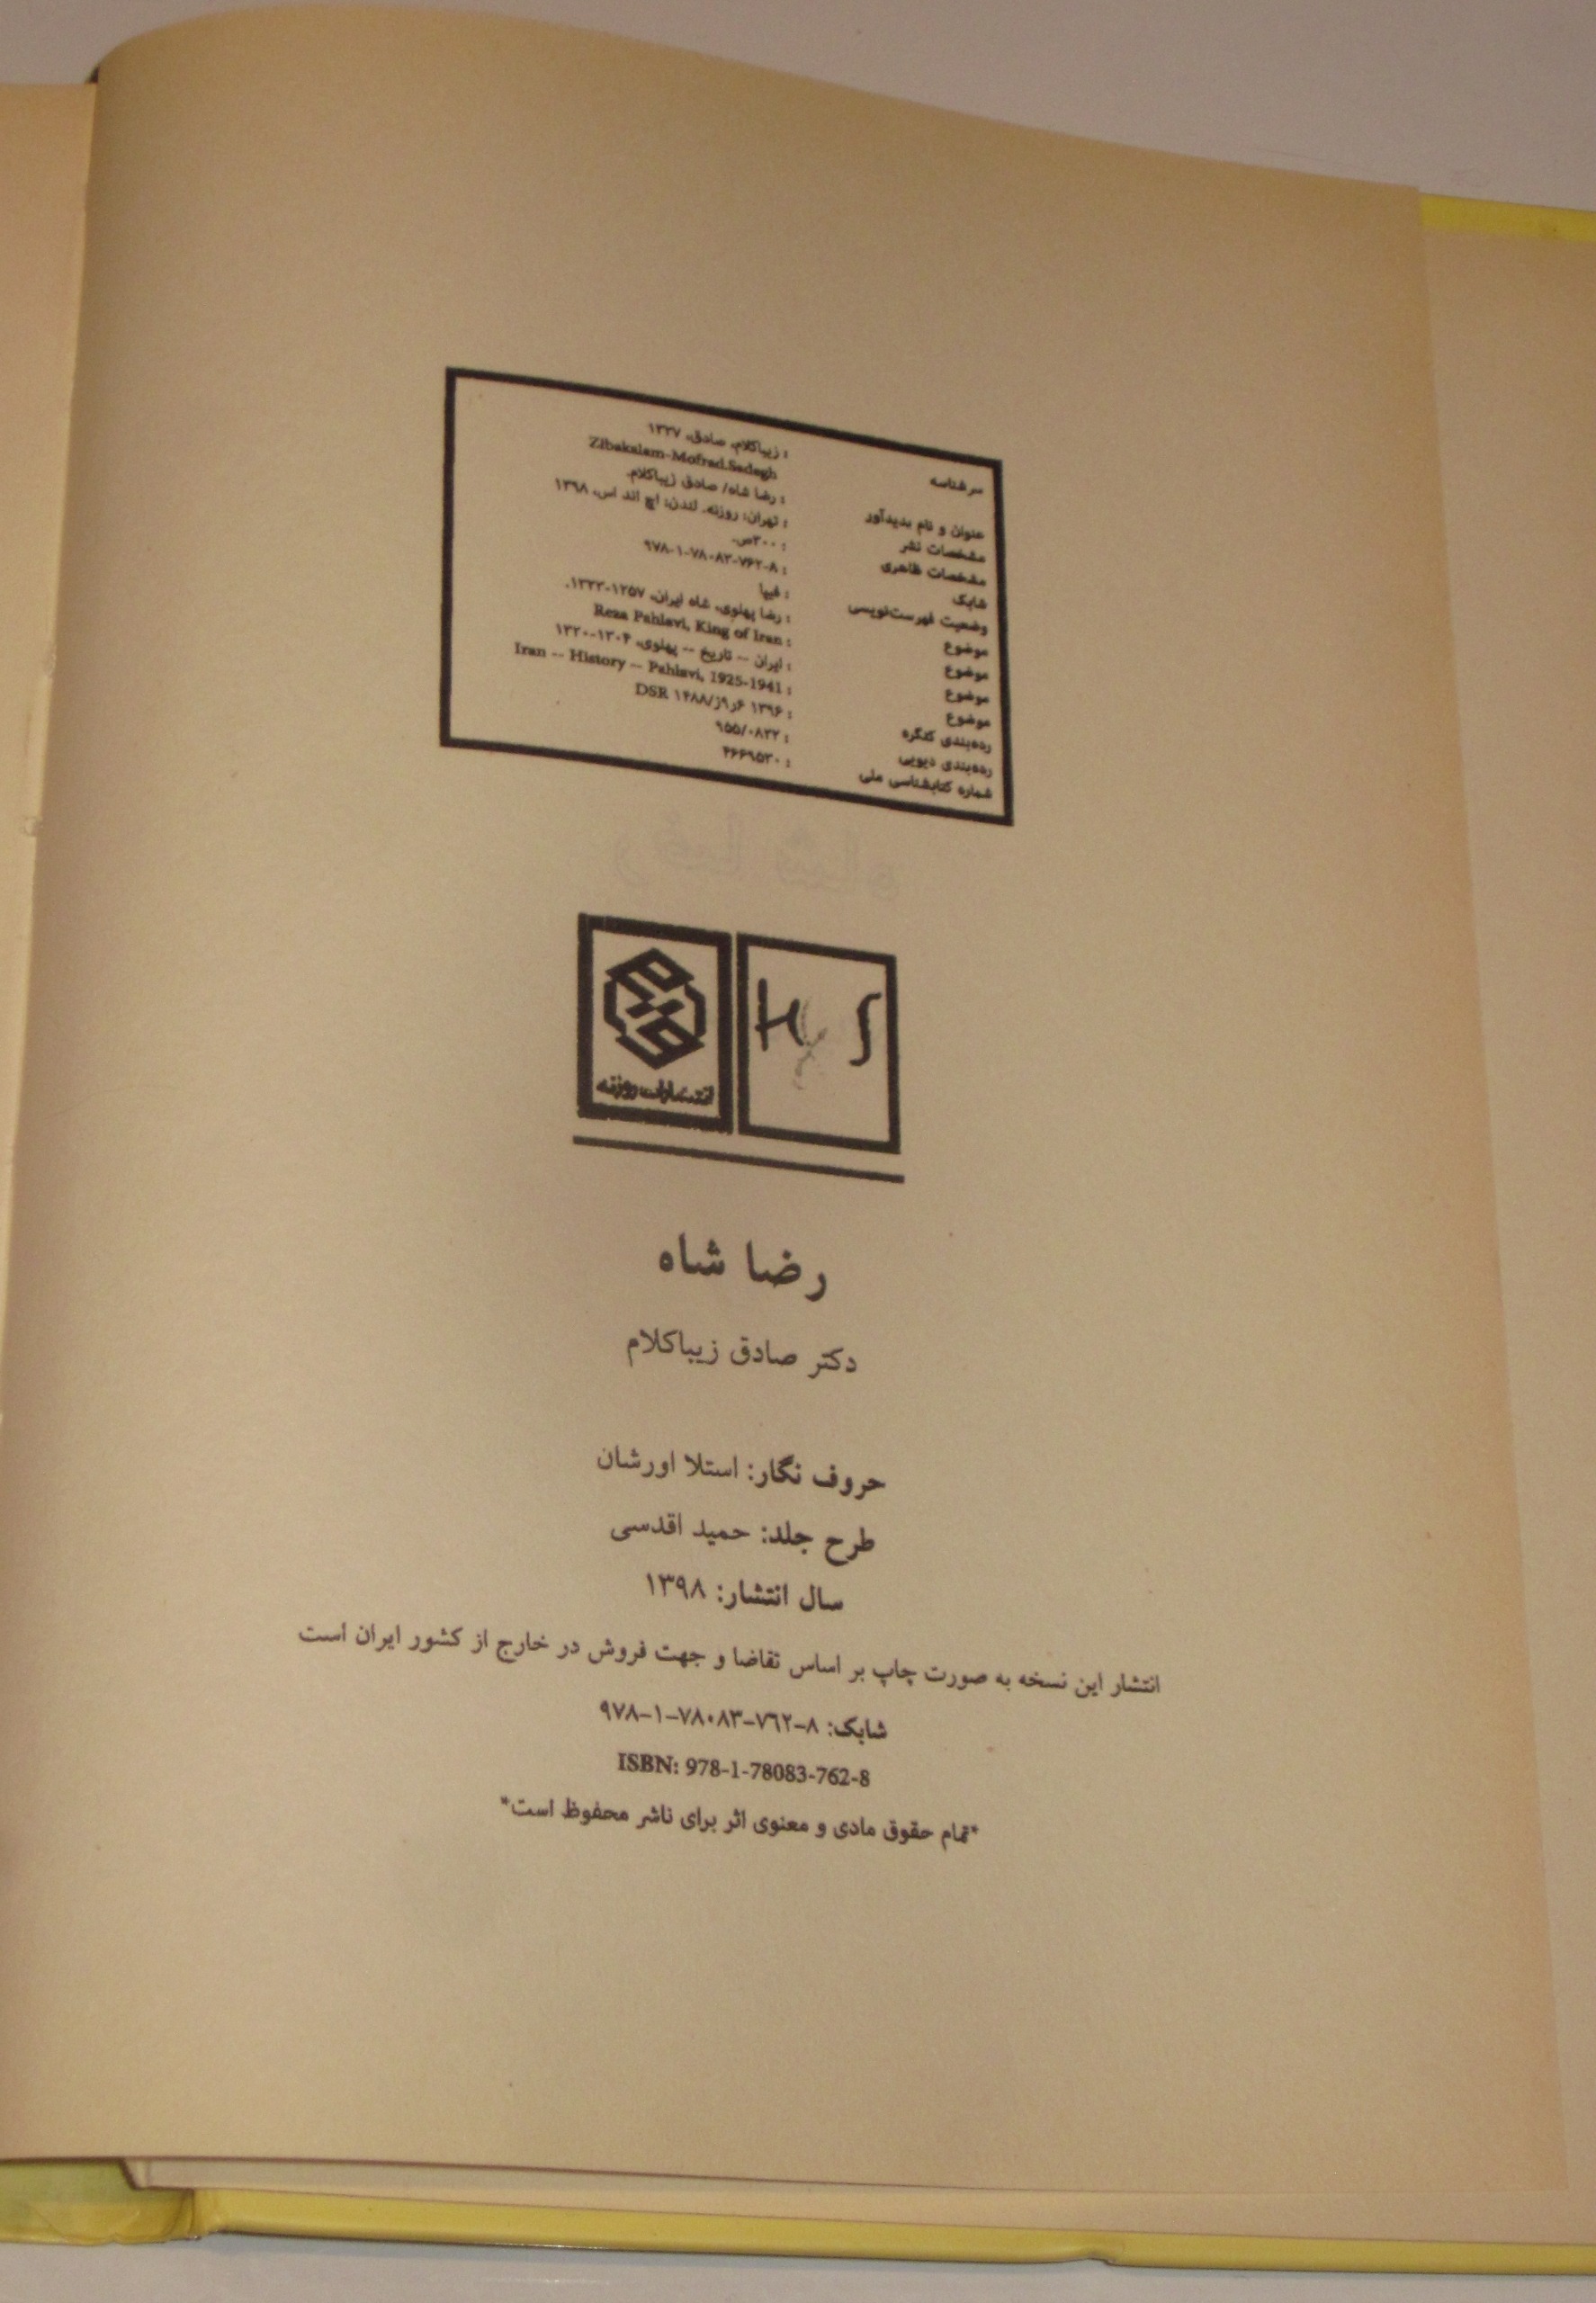 سرشناسه : زیباکلام، صادق، ۱۳۲۷
Zibakalam-Mofrad.Sadegh
عنوان و نام پدیدآور : رضا شاه/ صادق زیباکلام.
مشخصات نشر : تهران: روزنه. لندن: اچ اند اس، ۱۳۹۸
مشخصات ظاهری : ۳۰۰ص.
شابک : ۹۷۸-۱-۷۸۰۸۳-۷۶۲-۸
وضعیت فهرست‌نویسی : فیپا
موضوع : رضا پهلوی، شاه ایران، ۱۲۵۷-۱۳۲۳.
موضوع : Reza Pahlavi, King of Iran
موضوع : ایران -- تاریخ -- پهلوی، ۱۳۰۴-۱۳۲۰
موضوع : Iran -- History -- Pahlavi, 1925-1941
رده‌بندی کنگره : ۱۳۹۶ ۶ر۹ز/DSR ۱۴۸۸
رده‌بندی دیویی : ۹۵۵/۰۸۲۲
شماره کتابشناسی ملی : ۴۶۶۹۵۳۰
H S
انتشارات روزنه
رضا شاه
دکتر صادق زیباکلام
حروف نگار: استلا اورشان
طرح جلد: حمید اقدسی
سال انتشار: ۱۳۹۸
انتشار این نسخه به صورت چاپ بر اساس تقاضا و جهت فروش در خارج از کشور ایران است
شابک: ۸-۷۶۲-۷۸۰۸۳-۱-۹۷۸
ISBN: 978-1-78083-762-8
*تمام حقوق مادی و معنوی اثر برای ناشر محفوظ است*